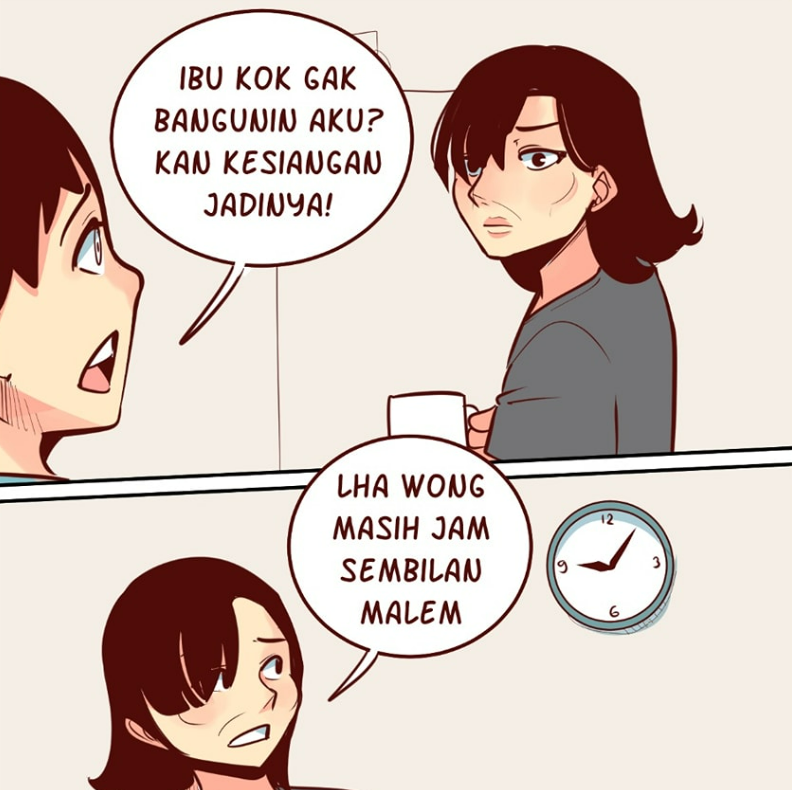 IBU KOK GAK
BANGUNIN AKU?
KAN KESIANGAN
JADINYA!
LHA WONG
MASIH JAM
SEMBILAN
MALEM
12
9
3
6